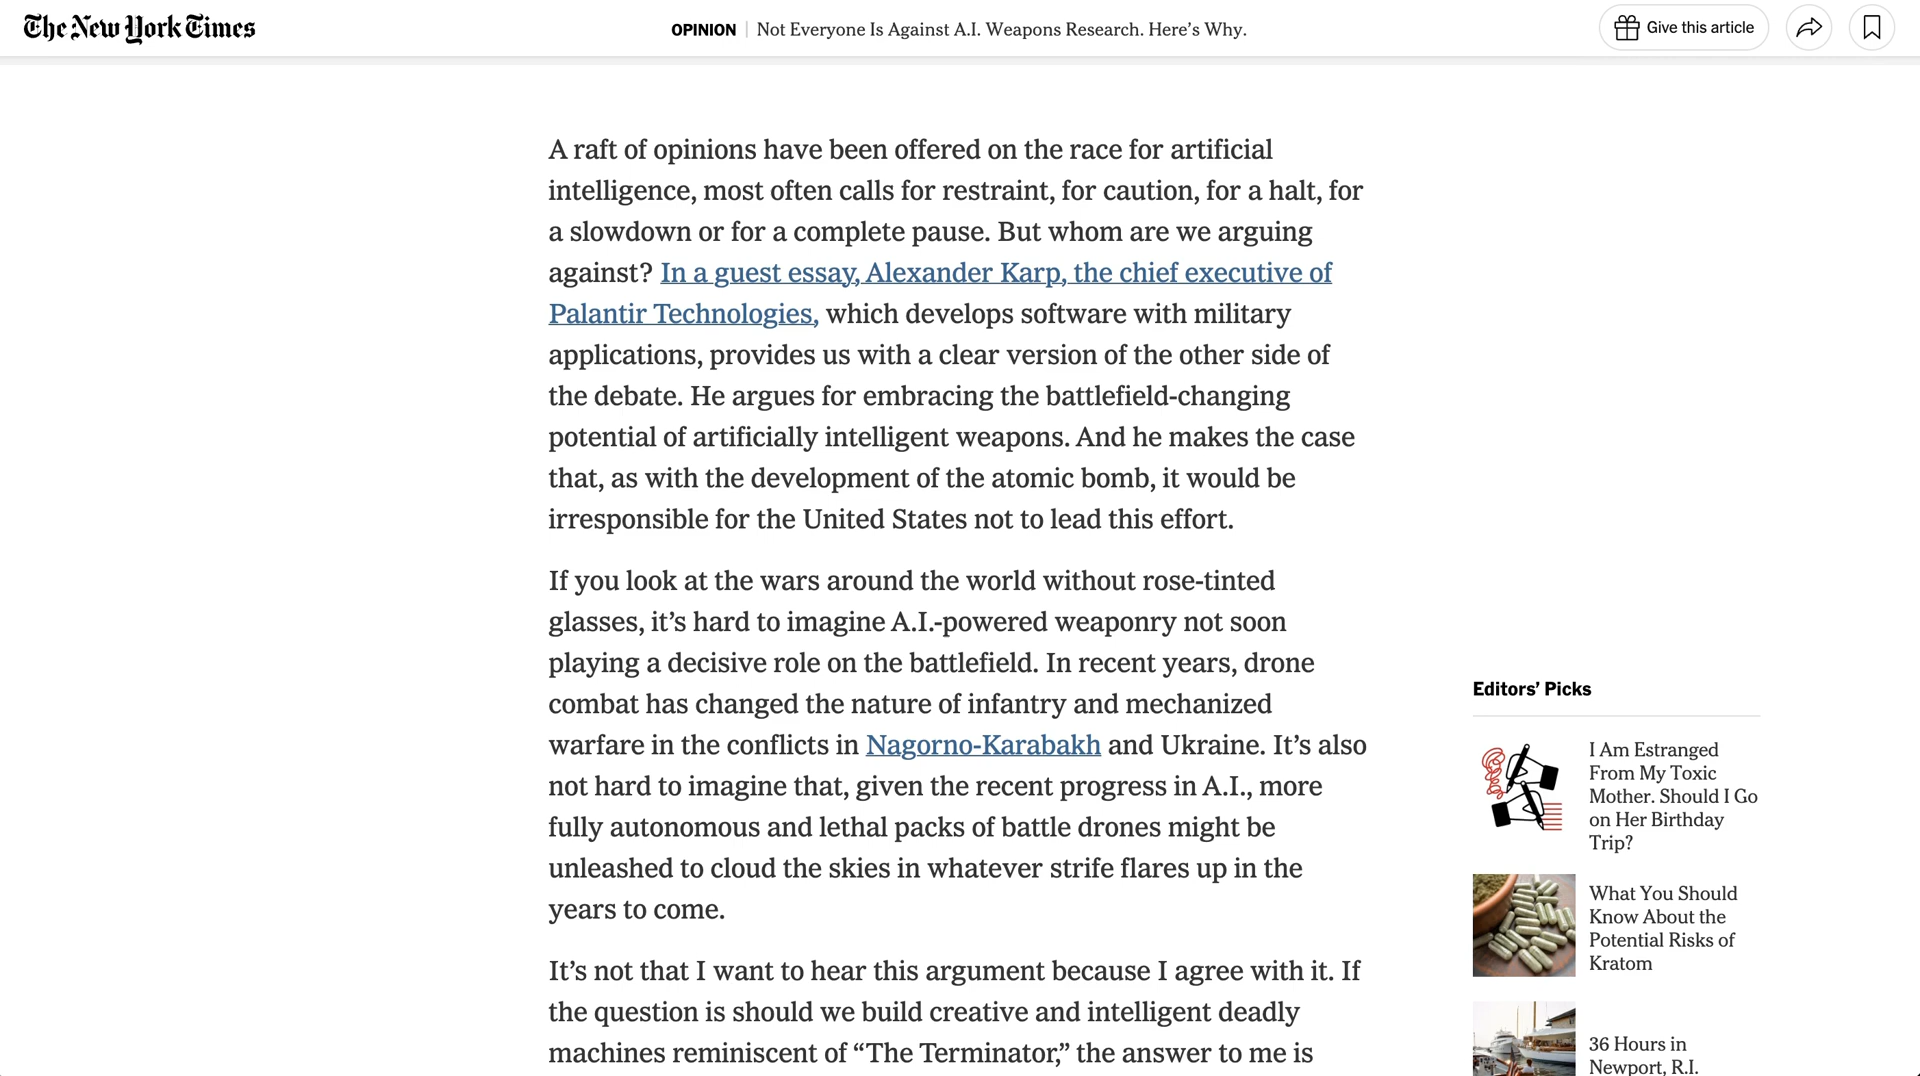 The New York Times
OPINION | Not Everyone Is Against A.I. Weapons Research. Here’s Why.
Give this article
A raft of opinions have been offered on the race for artificial
intelligence, most often calls for restraint, for caution, for a halt, for
a slowdown or for a complete pause. But whom are we arguing
against? In a guest essay, Alexander Karp, the chief executive of
Palantir Technologies, which develops software with military
applications, provides us with a clear version of the other side of
the debate. He argues for embracing the battlefield-changing
potential of artificially intelligent weapons. And he makes the case
that, as with the development of the atomic bomb, it would be
irresponsible for the United States not to lead this effort.
If you look at the wars around the world without rose-tinted
glasses, it’s hard to imagine A.I.-powered weaponry not soon
playing a decisive role on the battlefield. In recent years, drone
combat has changed the nature of infantry and mechanized
warfare in the conflicts in Nagorno-Karabakh and Ukraine. It’s also
not hard to imagine that, given the recent progress in A.I., more
fully autonomous and lethal packs of battle drones might be
unleashed to cloud the skies in whatever strife flares up in the
years to come.
It’s not that I want to hear this argument because I agree with it. If
the question is should we build creative and intelligent deadly
machines reminiscent of “The Terminator,” the answer to me is
Editors’ Picks
I Am Estranged
From My Toxic
Mother. Should I Go
on Her Birthday
Trip?
What You Should
Know About the
Potential Risks of
Kratom
36 Hours in
Newport, R.I.